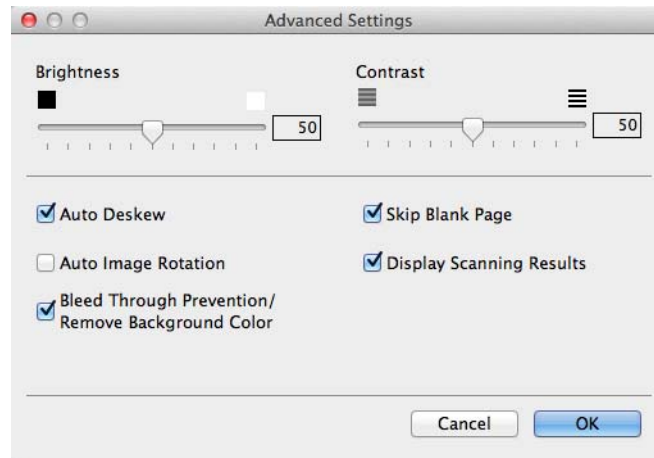 Advanced Settings
Brightness
Contrast
50
50
Auto Deskew
Skip Blank Page
Auto Image Rotation
Display Scanning Results
Bleed Through Prevention/
Remove Background Color
Cancel
OK